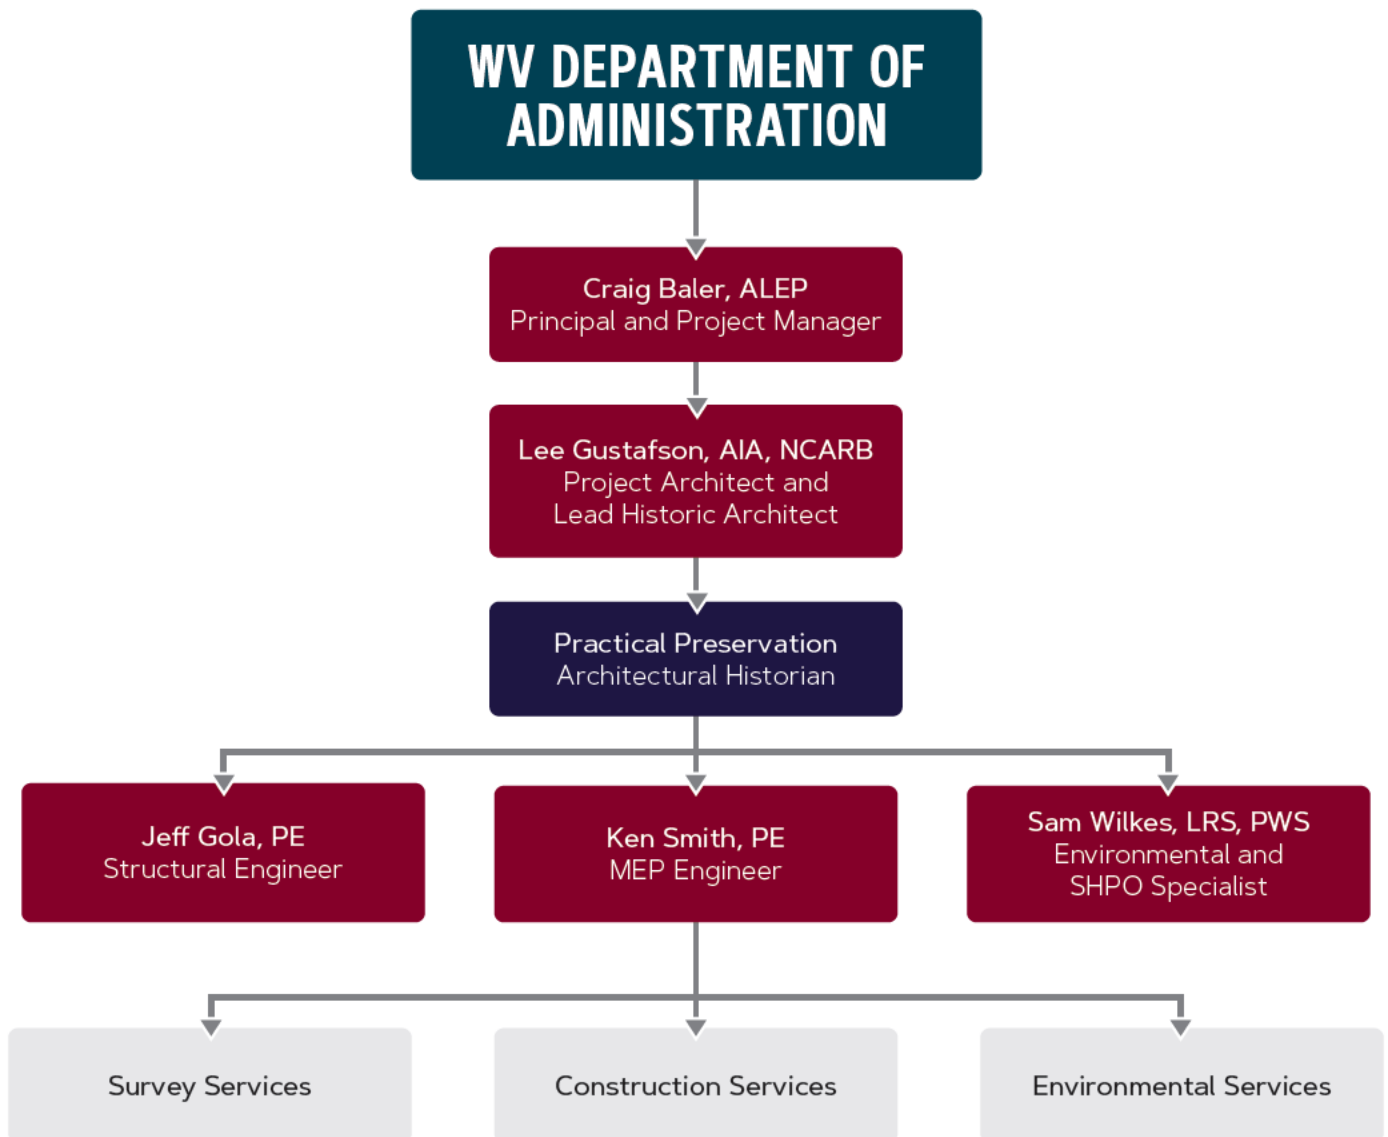 WV DEPARTMENT OF
ADMINISTRATION
Craig Baler, ALEP
Principal and Project Manager
Lee Gustafson, AIA, NCARB
Project Architect and
Lead Historic Architect
Practical Preservation
Architectural Historian
Jeff Gola, PE
Structural Engineer
Ken Smith, PE
MEP Engineer
Sam Wilkes, LRS, PWS
Environmental and
SHPO Specialist
Survey Services
Construction Services
Environmental Services